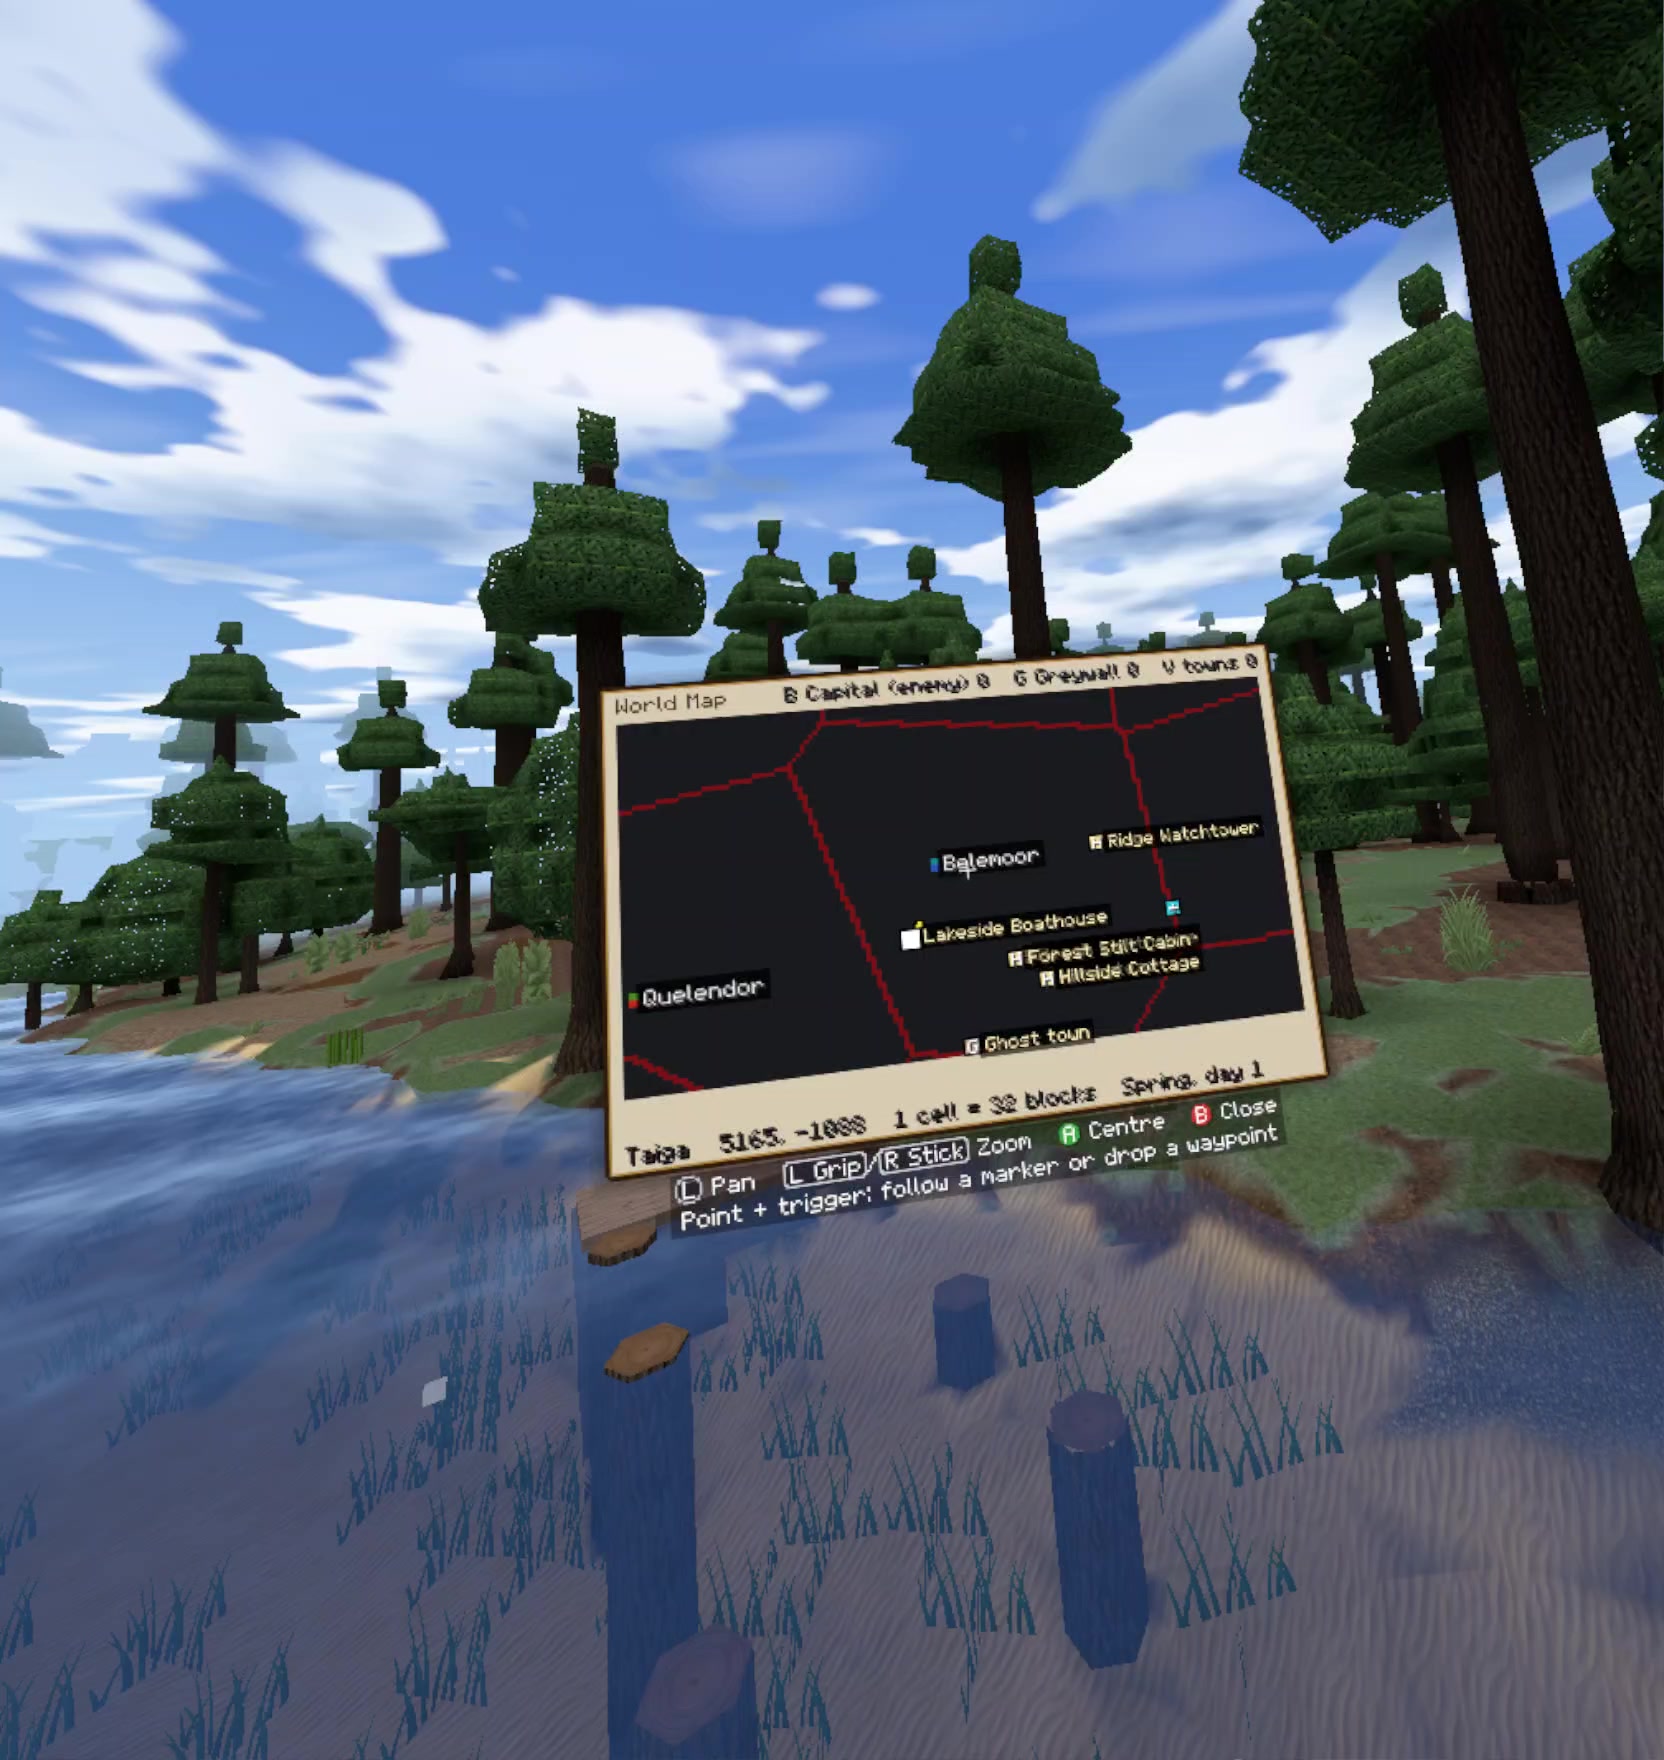 World Map
B Capital (enemy) 0 G Greywall 0 V towns 0
Ridge Watchtower
Balemoor
Lakeside Boathouse
Forest Stilt Cabin
Hillside Cottage
Quelendor
G Ghost town
Taiga 5165, -1088 1 cell = 32 blocks Spring, day 1
L Pan L Grip/R Stick Zoom A Centre B Close
Point + trigger: follow a marker or drop a waypoint